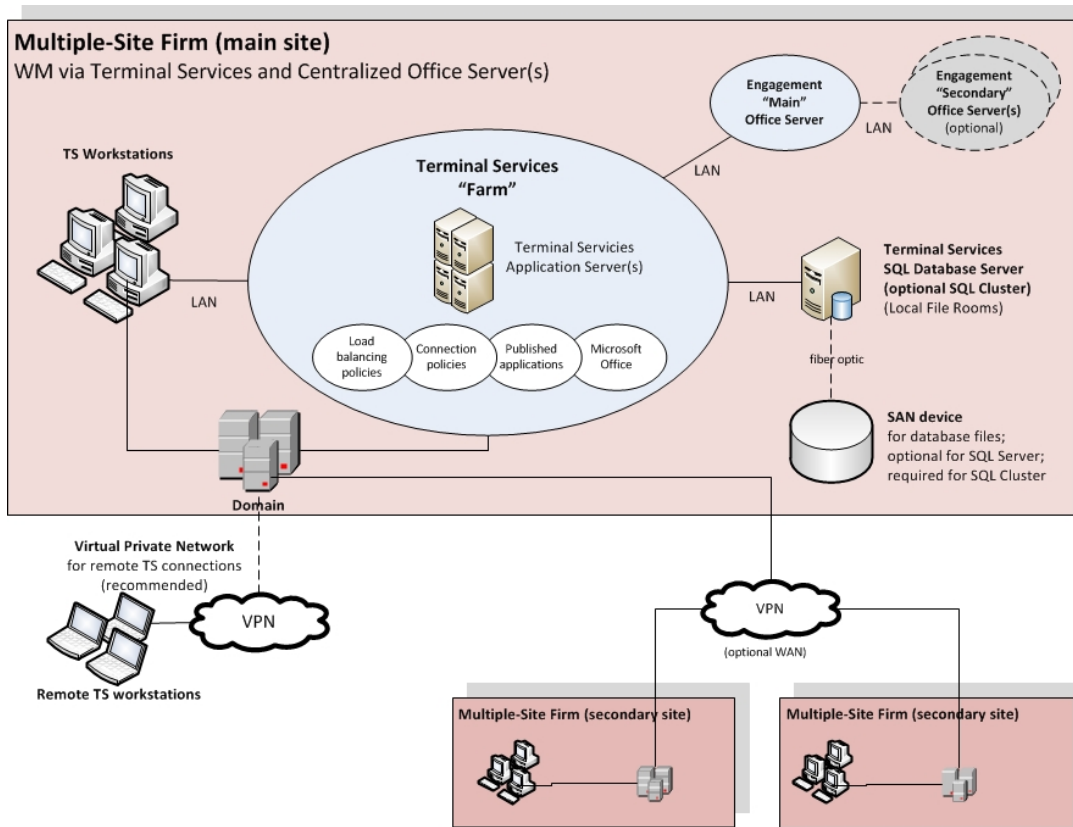 Multiple-Site Firm (main site)
WM via Terminal Services and Centralized Office Server(s)
Engagement
“Main”
Office Server
LAN
Engagement
“Secondary”
Office Server(s)
(optional)
LAN
TS Workstations
LAN
Terminal Services
“Farm”
Terminal Servicies
Application Server(s)
Load
balancing
policies
Connection
policies
Published
applications
Microsoft
Office
LAN
Terminal Services
SQL Database Server
(optional SQL Cluster)
(Local File Rooms)
fiber optic
SAN device
for database files;
optional for SQL Server;
required for SQL Cluster
Domain
Virtual Private Network
for remote TS connections
(recommended)
VPN
Remote TS workstations
VPN
(optional WAN)
Multiple-Site Firm (secondary site)
Multiple-Site Firm (secondary site)